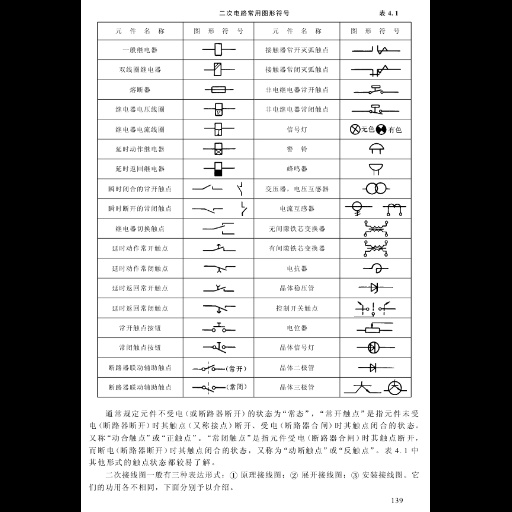 二次电路常用图形符号 表 4.1
元 件 名 称 图 形 符 号 元 件 名 称 图 形 符 号
一般继电器 接触器常开灭弧触点
双线圈继电器 接触器常闭灭弧触点
熔断器 非电继电器常开触点
继电器电压线圈 非电继电器常闭触点
继电器电流线圈 信号灯 无色 有色
延时动作继电器 警 铃
延时返回继电器 蜂鸣器
瞬时闭合的常开触点 变压器、电压互感器
瞬时断开的常闭触点 电流互感器
继电器切换触点 无间隙铁芯变换器
延时动作常开触点 有间隙铁芯变换器
延时动作常闭触点 电抗器
延时返回常开触点 晶体稳压管
延时返回常闭触点 控制开关触点
常开触点按钮 电位器
常闭触点按钮 晶体信号灯
断路器联动辅助触点 (常开) 晶体二极管
断路器联动辅助触点 (常闭) 晶体三极管
通常规定元件不受电(或断路器断开)的状态为“常态”，“常开触点”是指元件未受
电(断路器断开)时其触点(又称接点)断开，受电(断路器合闸)时其触点闭合的状态，
又称“动合触点”或“正触点”。“常闭触点”是指元件受电(断路器合闸)时其触点断开，
而断电(断路器断开)时其触点闭合的状态，又称为“动断触点”或“反触点”。表 4.1 中
其他形式的触点状态都较易了解。
二次接线图一般有三种表达形式：① 原理接线图；② 展开接线图；③ 安装接线图。它
们的功用各不相同，下面分别予以介绍。
139